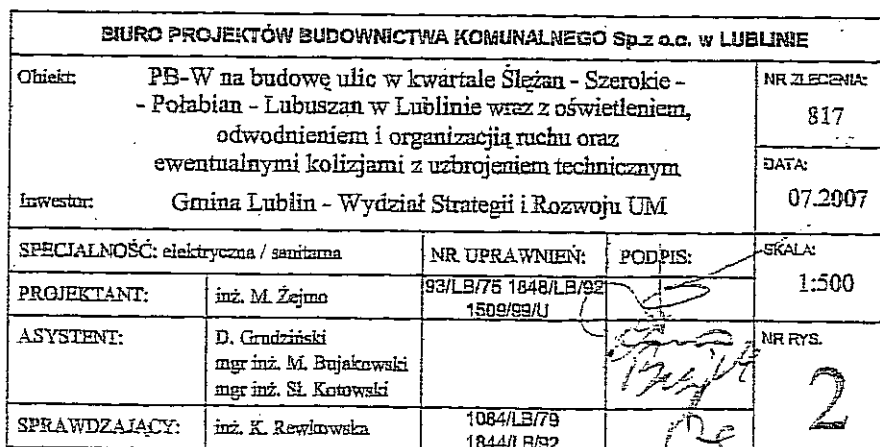 BIURO PROJEKTÓW BUDOWNICTWA KOMUNALNEGO Sp.z o.o. w LUBLINIE
Obiekt: PB-W na budowę ulic w kwartale Ślężan - Szerokie -
- Połabian - Lubuszan w Lublinie wraz z oświetleniem,
odwodnieniem i organizacją ruchu oraz
ewentualnymi kolizjami z uzbrojeniem technicznym
Inwestor: Gmina Lublin - Wydział Strategii i Rozwoju UM
NR ZLECENIA:
817
DATA:
07.2007
SPECJALNOŚĆ: elektryczna / sanitarna
NR UPRAWNIEŃ:
PODPIS:
SKALA:
1:500
PROJEKTANT: inż. M. Żejmo
93/LB/75 1848/LB/92
1509/99/U
ASYSTENT: D. Grudziński
mgr inż. M. Bujakowski
mgr inż. Sł. Kotowski
NR RYS.
2
SPRAWDZAJĄCY: inż. K. Rewkowska
1084/LB/79
1844/LB/92